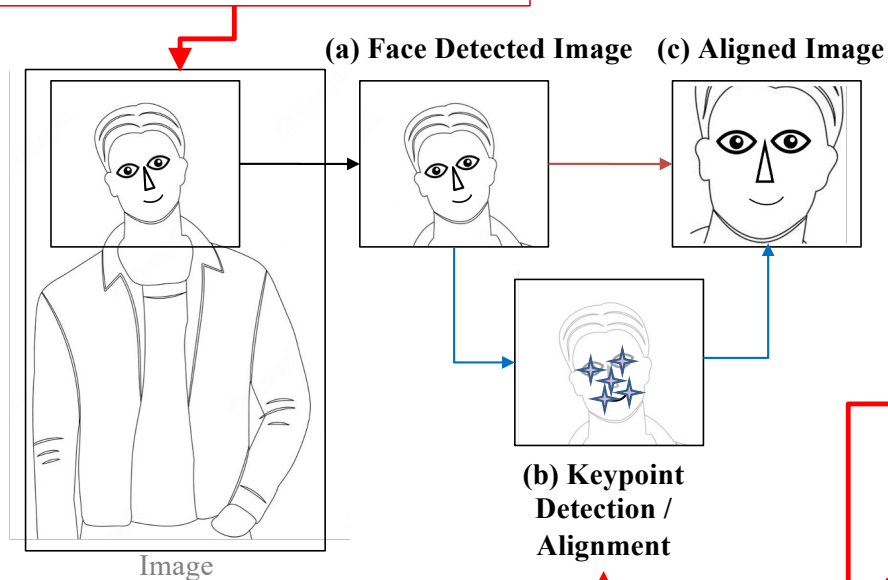 (a) Face Detected Image
(c) Aligned Image
(b) Keypoint
Detection /
Alignment
Image